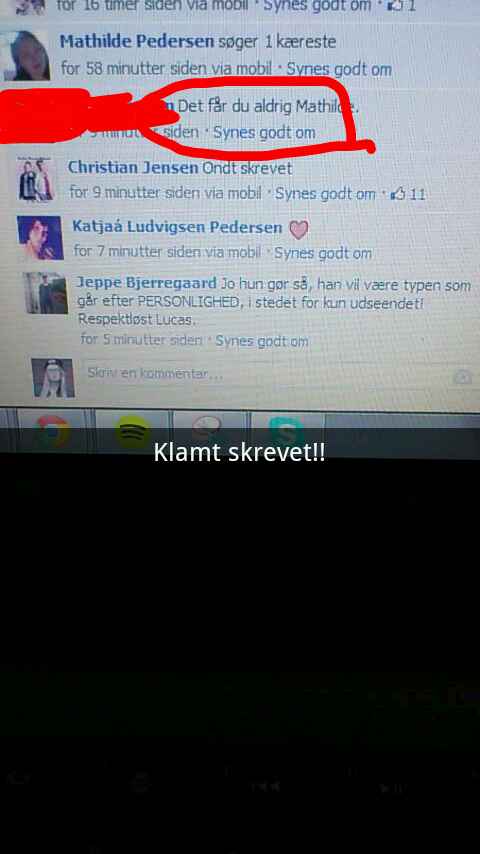 for 16 timer siden via mobil · Synes godt om · 1
Mathilde Pedersen søger 1 kæreste
for 58 minutter siden via mobil · Synes godt om
Det får du aldrig Mathilde.
minutter siden · Synes godt om
Christian Jensen Ondt skrevet
for 9 minutter siden via mobil · Synes godt om · 11
Katjaá Ludvigsen Pedersen
for 7 minutter siden via mobil · Synes godt om
Jeppe Bjerregaard Jo hun gør så, han vil være typen som
går efter PERSONLIGHED, i stedet for kun udseendet!
Respektløst Lucas.
for 5 minutter siden · Synes godt om
Skriv en kommentar...
Klamt skrevet!!